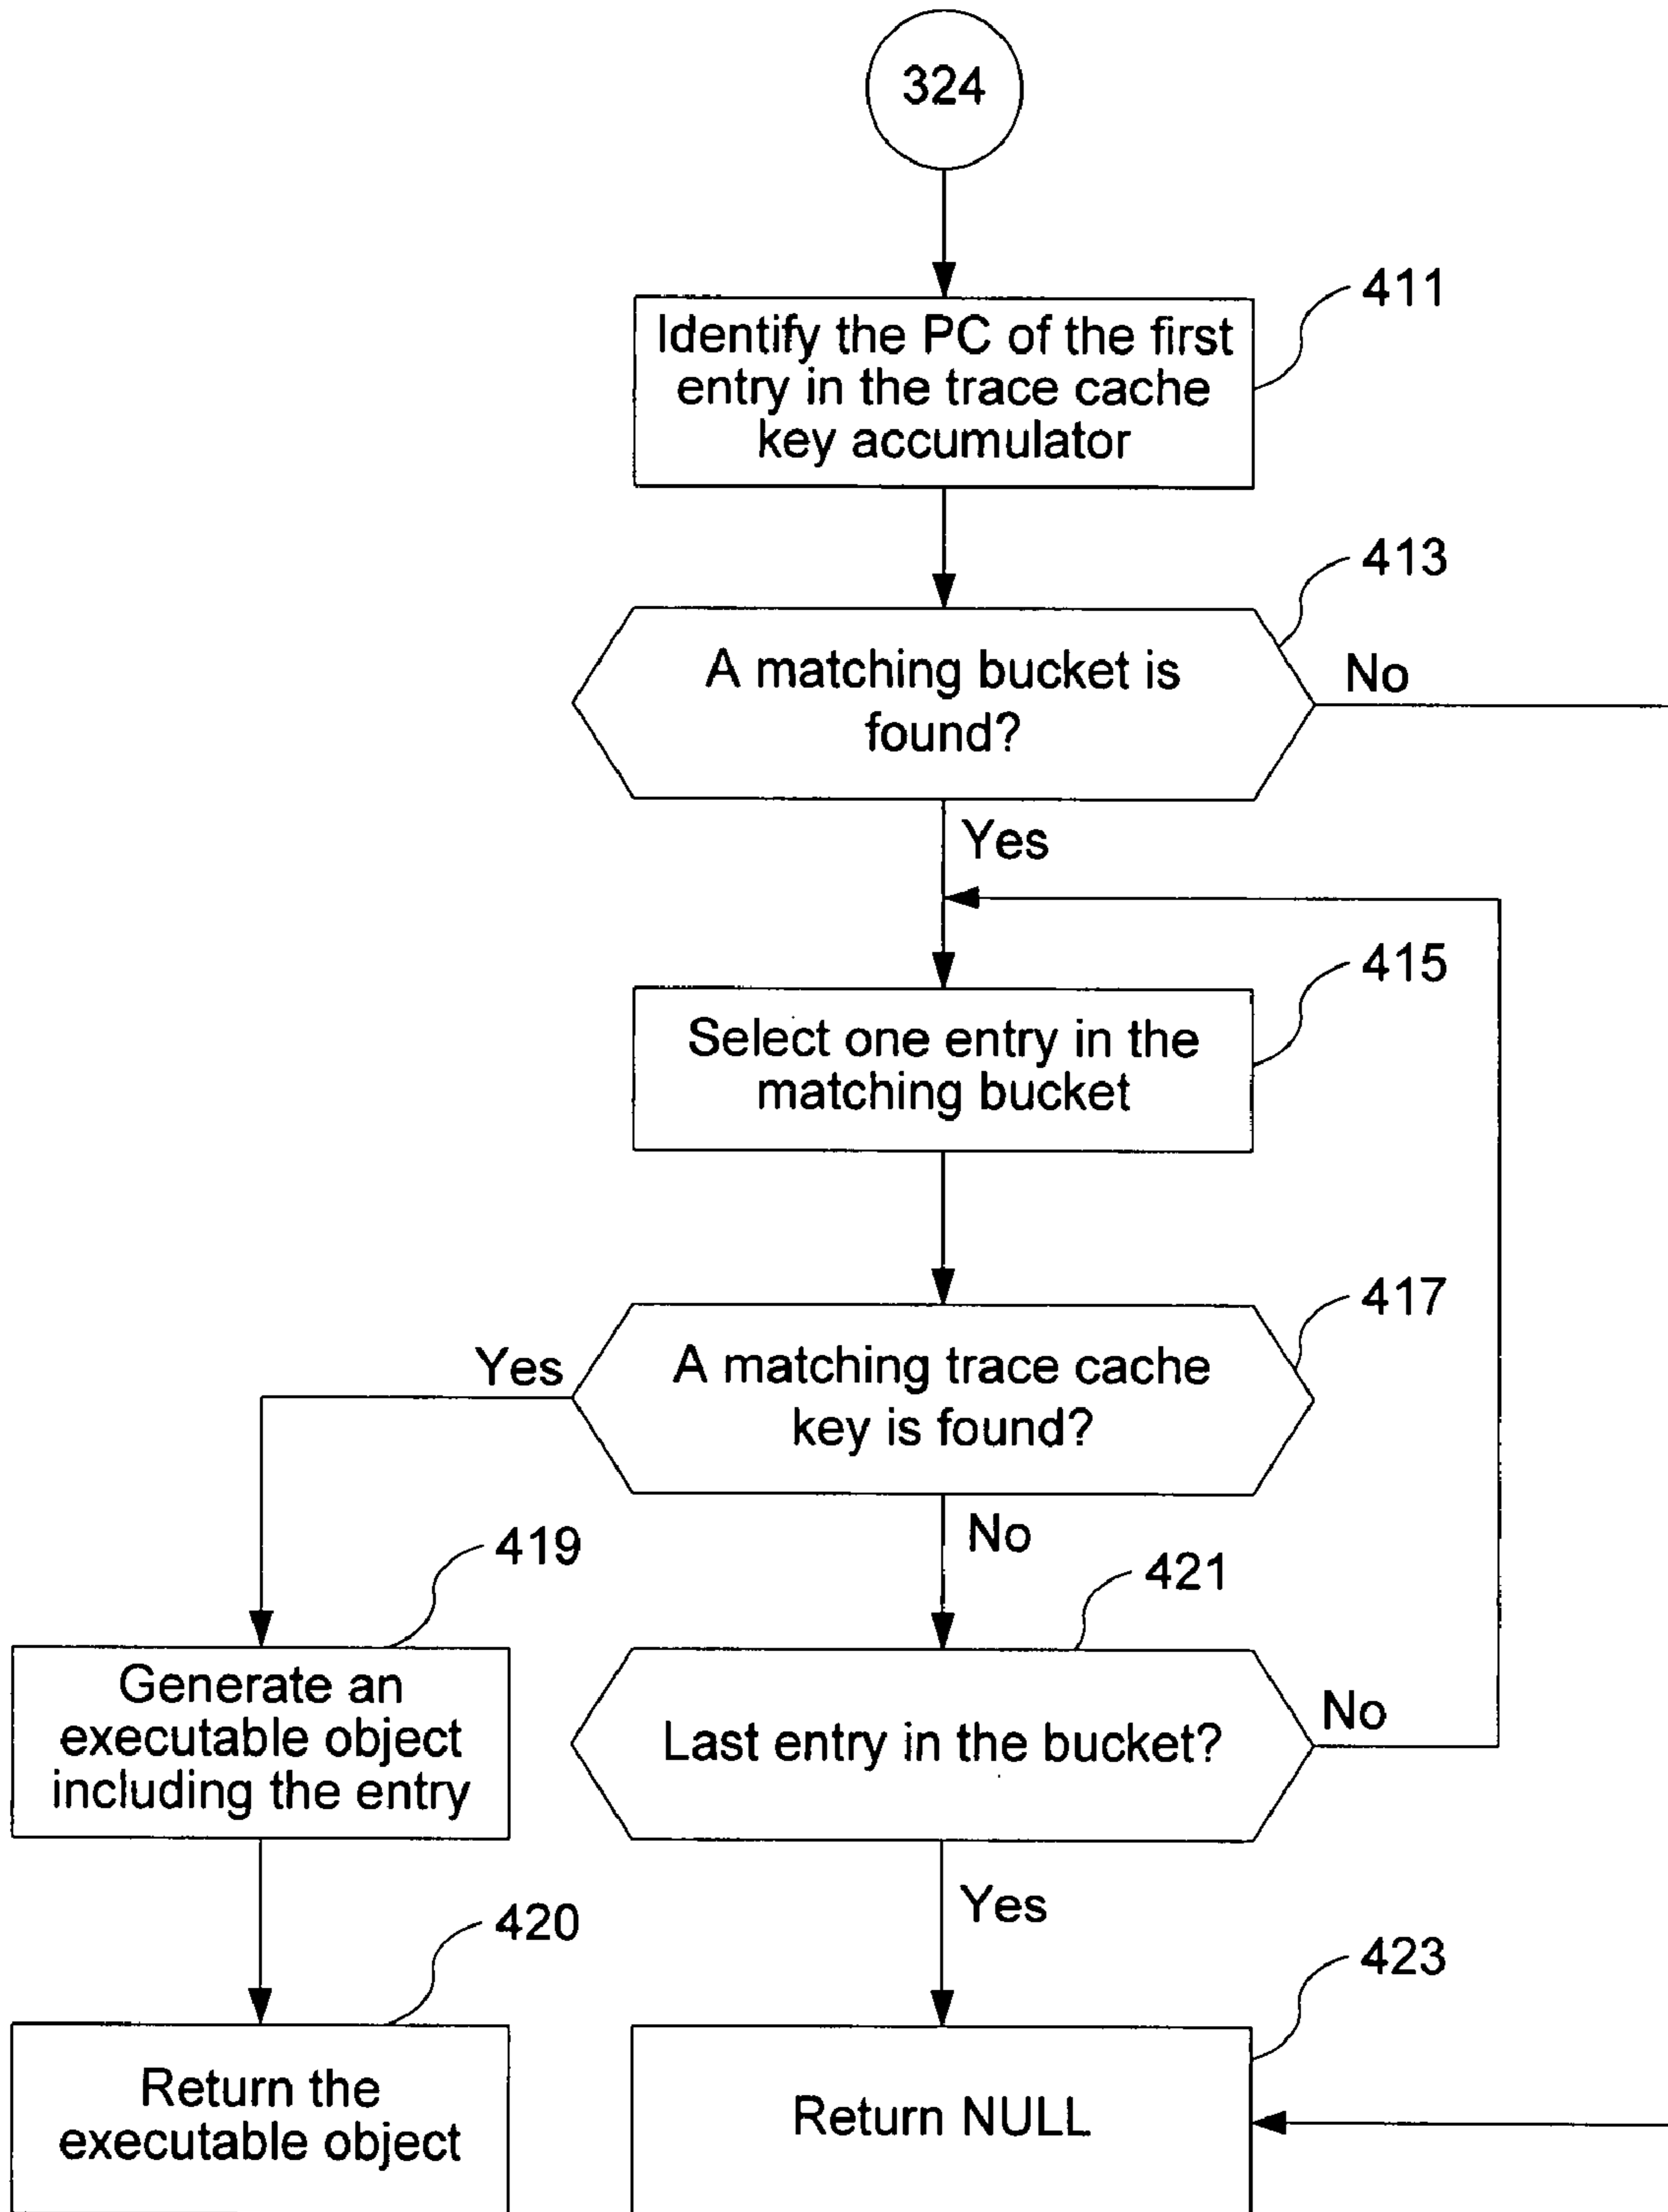 324
Identify the PC of the first
entry in the trace cache
key accumulator
411
A matching bucket is
found?
413
No
Yes
Select one entry in the
matching bucket
415
A matching trace cache
key is found?
417
Yes
No
419
421
Generate an
executable object
including the entry
Last entry in the bucket?
No
Yes
420
423
Return the
executable object
Return NULL